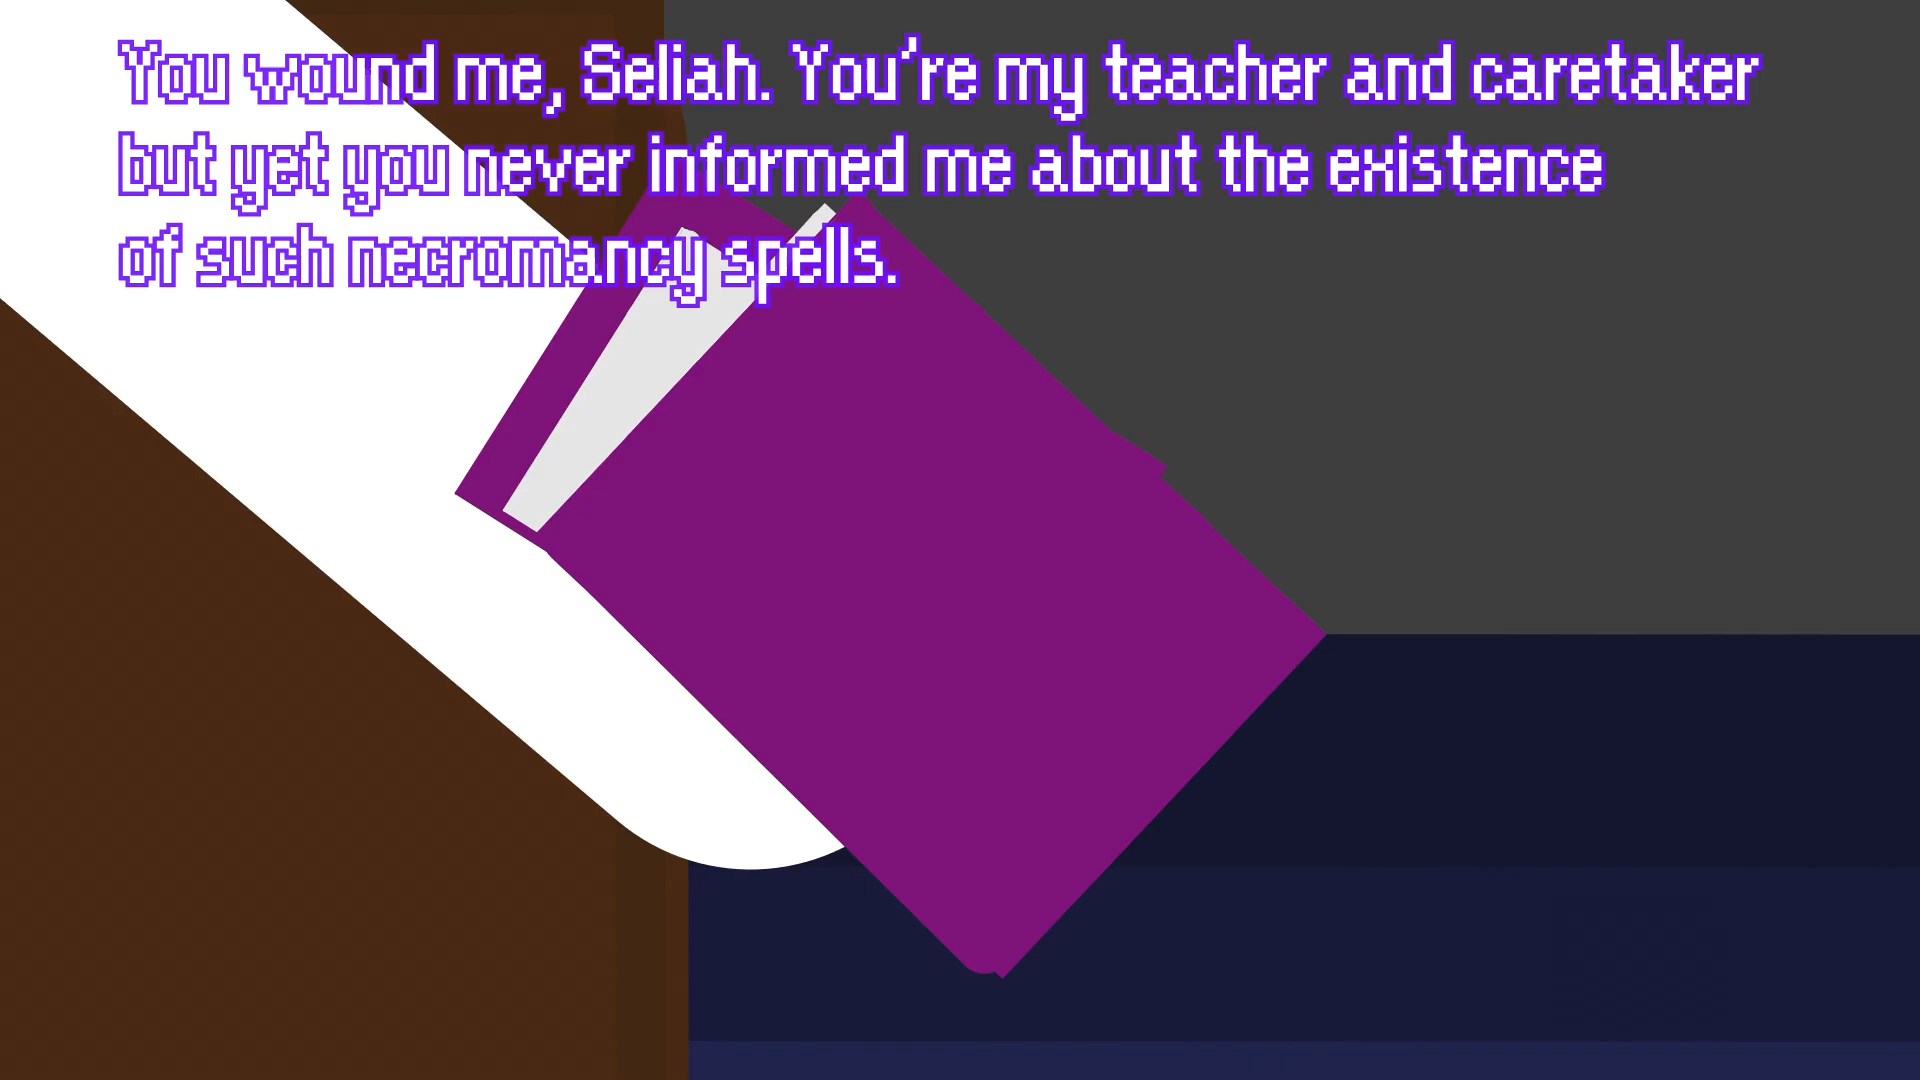 You wound me, Seliah. You're my teacher and caretaker
but yet you never informed me about the existence
of such necromancy spells.